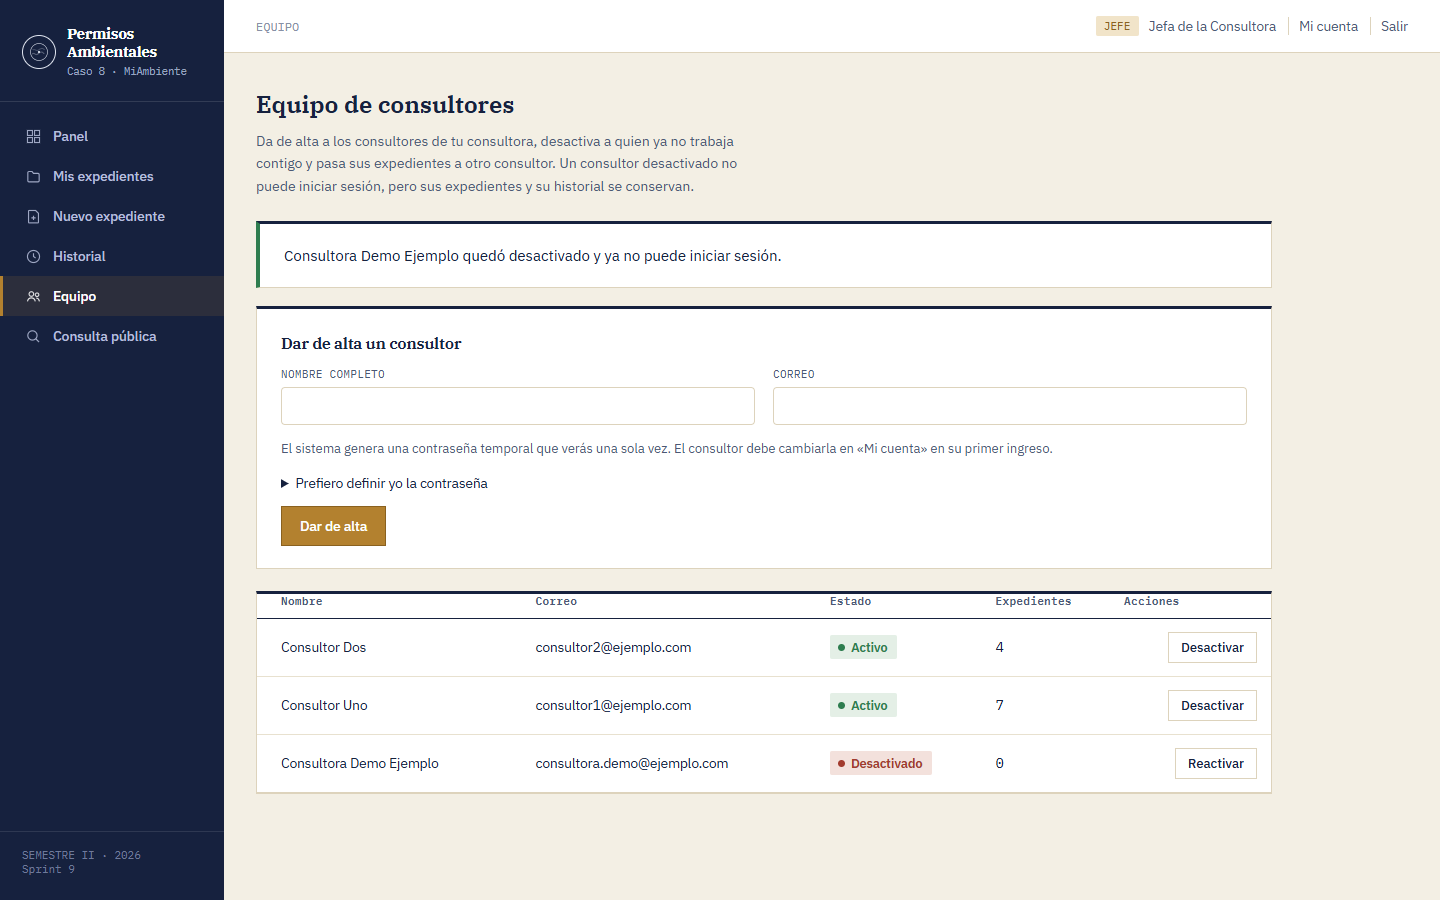 Permisos
Ambientales
Caso 8 · MiAmbiente
Panel
Mis expedientes
Nuevo expediente
Historial
Equipo
Consulta pública
SEMESTRE II · 2026
Sprint 9
EQUIPO
JEFE Jefa de la Consultora Mi cuenta Salir
Equipo de consultores
Da de alta a los consultores de tu consultora, desactiva a quien ya no trabaja
contigo y pasa sus expedientes a otro consultor. Un consultor desactivado no
puede iniciar sesión, pero sus expedientes y su historial se conservan.
Consultora Demo Ejemplo quedó desactivado y ya no puede iniciar sesión.
Dar de alta un consultor
NOMBRE COMPLETO CORREO
El sistema genera una contraseña temporal que verás una sola vez. El consultor debe cambiarla en «Mi cuenta» en su primer ingreso.
Prefiero definir yo la contraseña
Dar de alta
Nombre Correo Estado Expedientes Acciones
Consultor Dos consultor2@ejemplo.com Activo 4 Desactivar
Consultor Uno consultor1@ejemplo.com Activo 7 Desactivar
Consultora Demo Ejemplo consultora.demo@ejemplo.com Desactivado 0 Reactivar